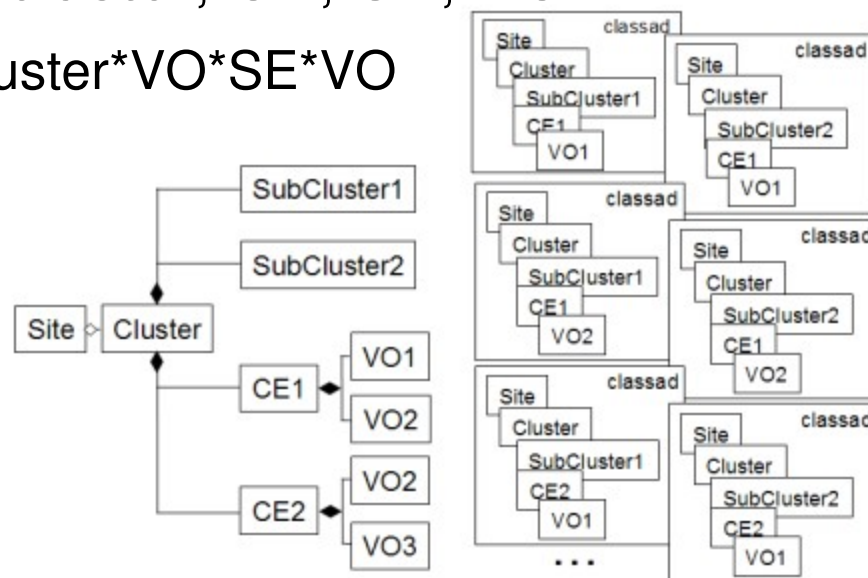 uster*VO*SE*VO
SubCluster1
SubCluster2
Site
Cluster
CE1
VO1
VO2
CE2
VO2
VO3
classad
Site
Cluster
SubCluster1
CE1
VO1
classad
Site
Cluster
SubCluster2
CE1
VO1
classad
Site
Cluster
SubCluster1
CE1
VO2
classad
Site
Cluster
SubCluster2
CE1
VO2
classad
Site
Cluster
SubCluster1
CE2
VO1
classad
Site
Cluster
SubCluster2
CE2
VO1
...